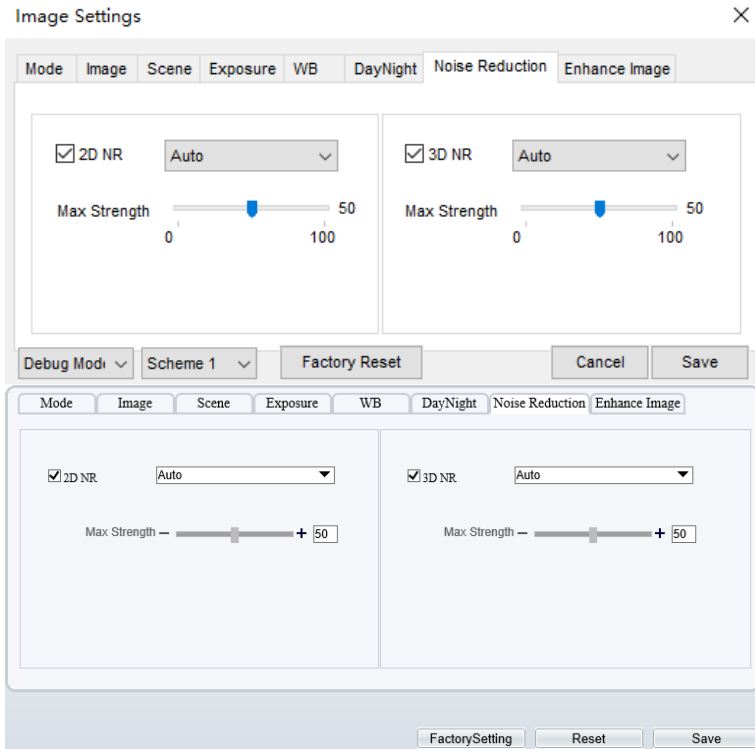 Image Settings
Mode Image Scene Exposure WB DayNight Noise Reduction Enhance Image
2D NR Auto 3D NR Auto
Max Strength 50 Max Strength 50
0 100 0 100
Debug Mod Scheme 1 Factory Reset Cancel Save
Mode Image Scene Exposure WB DayNight Noise Reduction Enhance Image
2D NR Auto 3D NR Auto
Max Strength 50 Max Strength 50
FactorySetting Reset Save